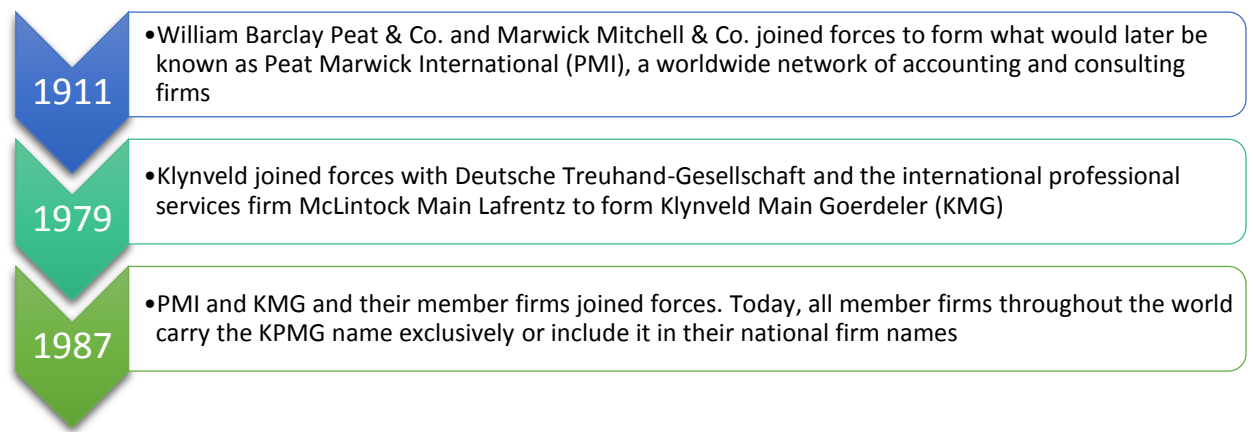 1911
•William Barclay Peat & Co. and Marwick Mitchell & Co. joined forces to form what would later be
known as Peat Marwick International (PMI), a worldwide network of accounting and consulting
firms
1979
•Klynveld joined forces with Deutsche Treuhand-Gesellschaft and the international professional
services firm McLintock Main Lafrentz to form Klynveld Main Goerdeler (KMG)
1987
•PMI and KMG and their member firms joined forces. Today, all member firms throughout the world
carry the KPMG name exclusively or include it in their national firm names